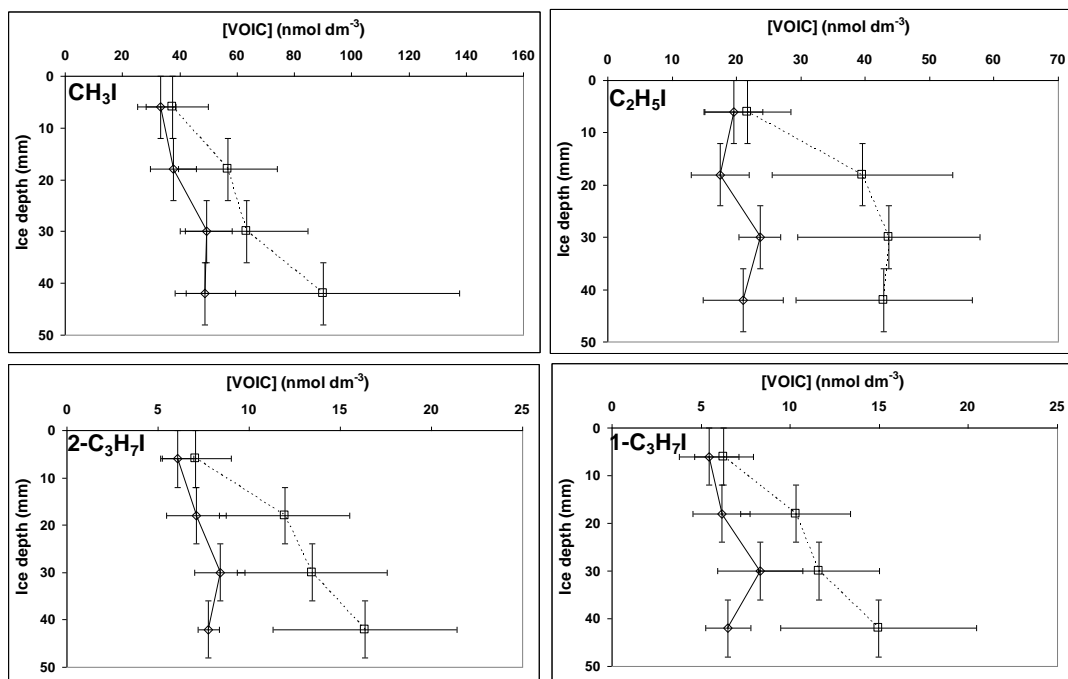 [VOIC] (nmol dm⁻³)
0 20 40 60 80 100 120 140 160
CH₃I
Ice depth (mm)
0
10
20
30
40
50
[VOIC] (nmol dm⁻³)
0 10 20 30 40 50 60 70
C₂H₅I
Ice depth (mm)
0
10
20
30
40
50
[VOIC] (nmol dm⁻³)
0 5 10 15 20 25
2-C₃H₇I
Ice depth (mm)
0
10
20
30
40
50
[VOIC] (nmol dm⁻³)
0 5 10 15 20 25
1-C₃H₇I
Ice depth (mm)
0
10
20
30
40
50